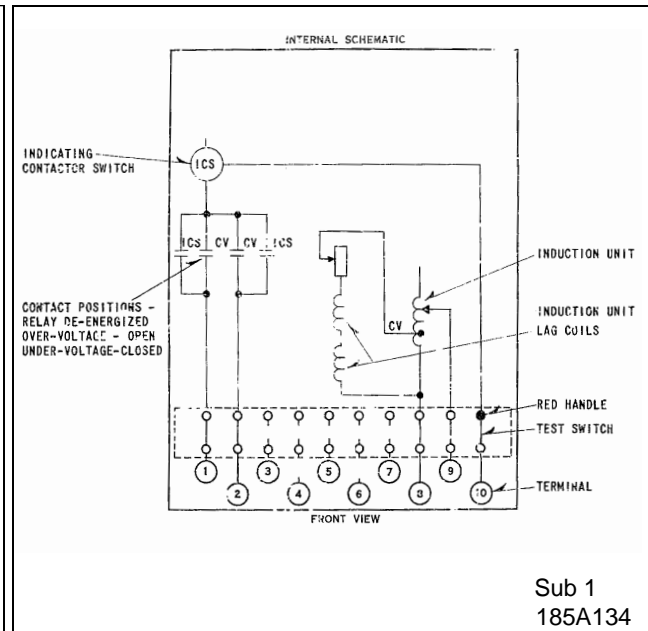 INTERNAL SCHEMATIC
INDICATING
CONTACTOR SWITCH
ICS
ICS CV CV ICS
INDUCTION UNIT
CONTACT POSITIONS -
RELAY DE-ENERGIZED
OVER-VOLTAGE - OPEN
UNDER-VOLTAGE-CLOSED
INDUCTION UNIT
LAG COILS
CV
RED HANDLE
TEST SWITCH
1 3 5 7 9
2 4 6 8 10
TERMINAL
FRONT VIEW
Sub 1
185A134